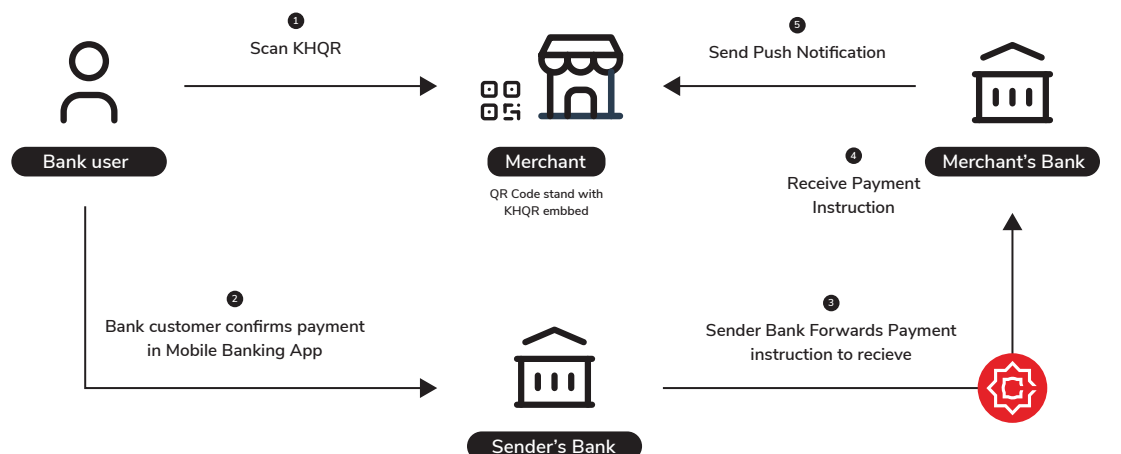 1
Scan KHQR
5
Send Push Notification
Bank user
Merchant
QR Code stand with
KHQR embbed
4
Receive Payment
Instruction
Merchant's Bank
2
Bank customer confirms payment
in Mobile Banking App
3
Sender Bank Forwards Payment
instruction to recieve
Sender's Bank